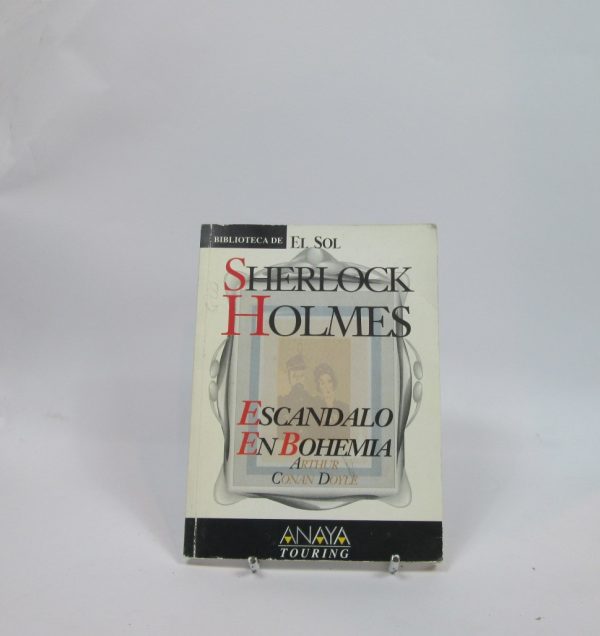 BIBLIOTECA DE EL SOL
SHERLOCK
HOLMES
ESCANDALO
EN BOHEMIA
ARTHUR
CONAN DOYLE
ANAYA
TOURING